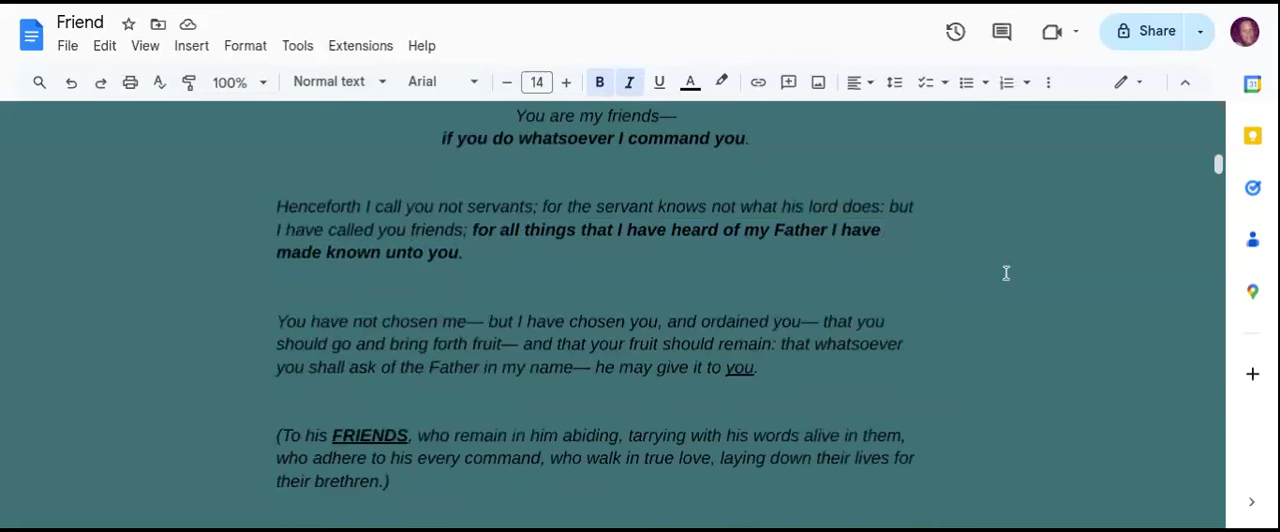 Friend
File Edit View Insert Format Tools Extensions Help
Share
100% Normal text Arial 14 B I U A
You are my friends—
if you do whatsoever I command you.
Henceforth I call you not servants; for the servant knows not what his lord does: but
I have called you friends; for all things that I have heard of my Father I have
made known unto you.
You have not chosen me— but I have chosen you, and ordained you— that you
should go and bring forth fruit— and that your fruit should remain: that whatsoever
you shall ask of the Father in my name— he may give it to you.
(To his FRIENDS, who remain in him abiding, tarrying with his words alive in them,
who adhere to his every command, who walk in true love, laying down their lives for
their brethren.)